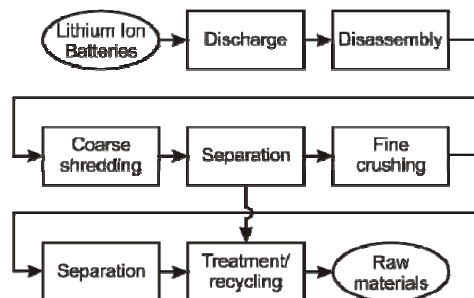 Lithium Ion
Batteries
Discharge
Disassembly
Coarse
shredding
Separation
Fine
crushing
Separation
Treatment/
recycling
Raw
materials